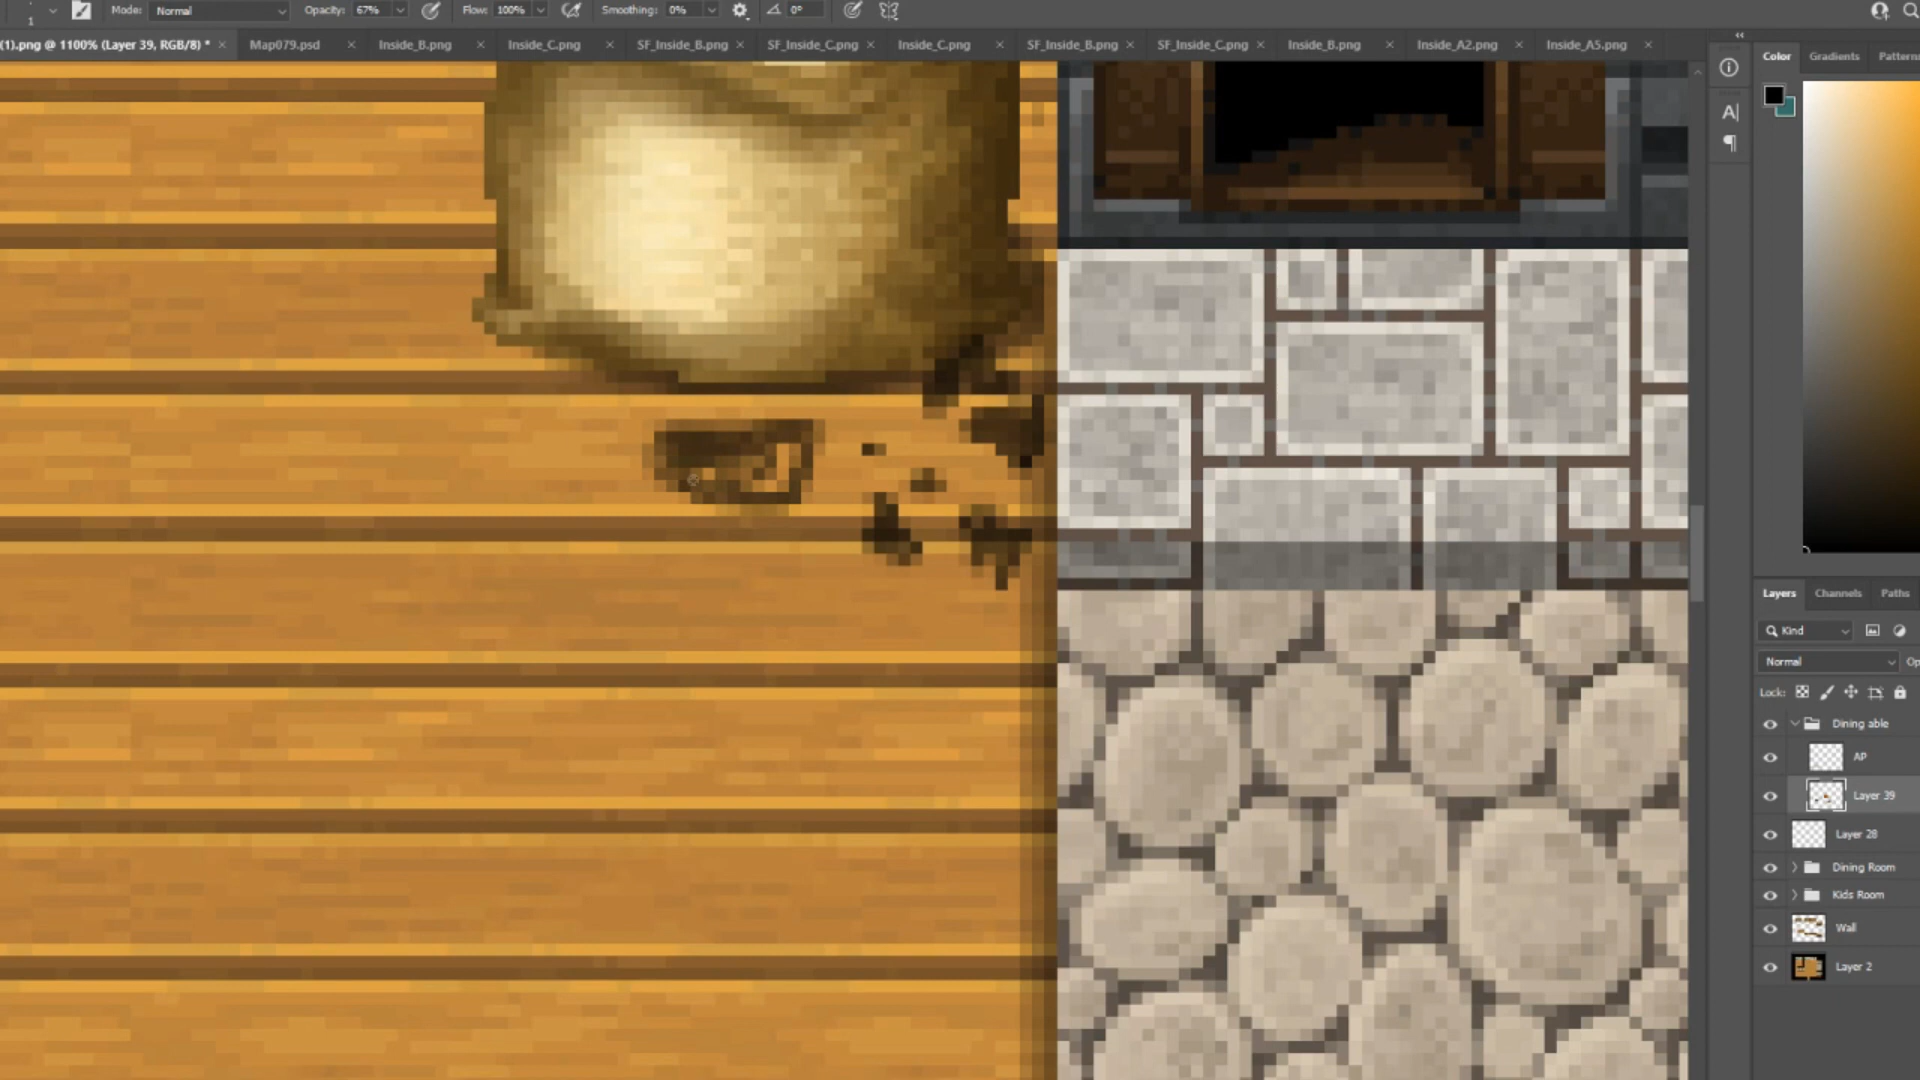 1 Mode: Normal Opacity: 67% Flow: 100% Smoothing: 0% 0°
(1).png @ 1100% (Layer 39, RGB/8) * × Map079.psd × Inside_B.png × Inside_C.png × SF_Inside_B.png × SF_Inside_C.png × Inside_C.png × SF_Inside_B.png × SF_Inside_C.png × Inside_B.png × Inside_A2.png × Inside_A5.png ×
Color Gradients Patterns
A|
¶
Layers Channels Paths
Kind
Normal Op
Lock:
Dining able
AP
Layer 39
Layer 28
Dining Room
Kids Room
Wall
Layer 2